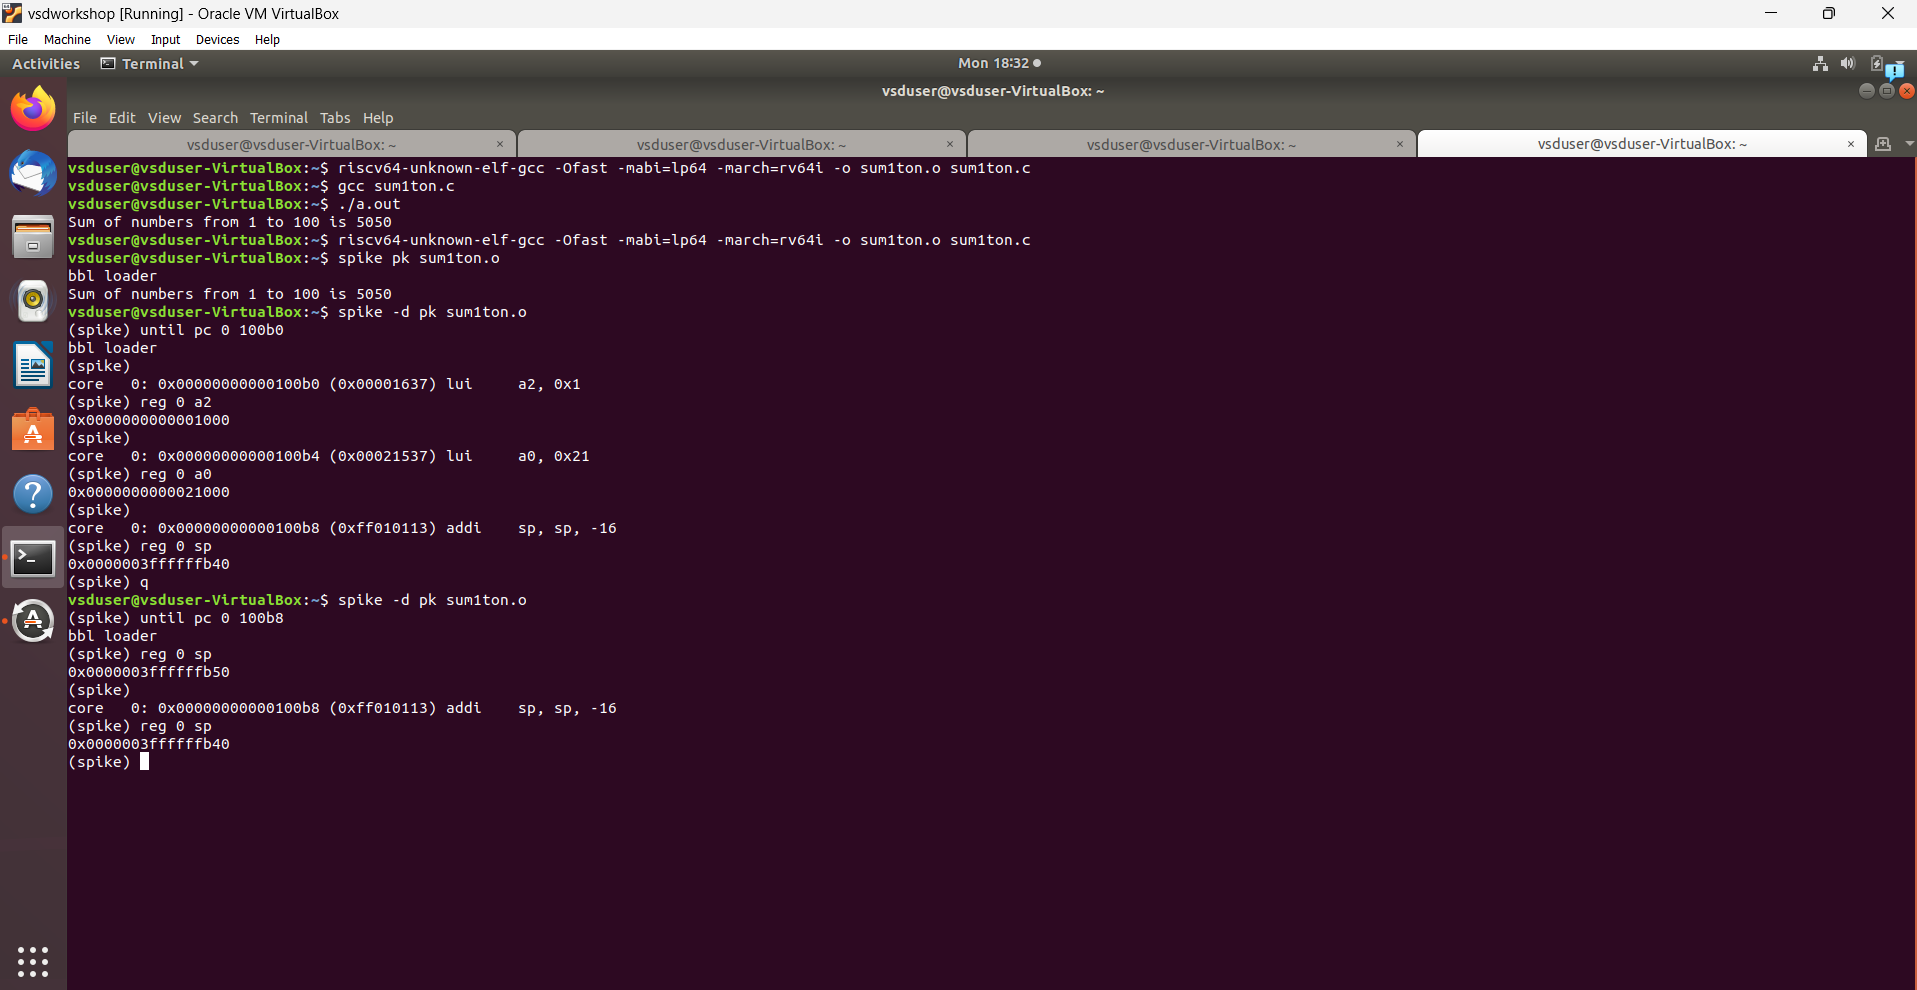 vsdworkshop [Running] - Oracle VM VirtualBox
File Machine View Input Devices Help
Activities Terminal Mon 18:32
vsduser@vsduser-VirtualBox: ~
File Edit View Search Terminal Tabs Help
vsduser@vsduser-VirtualBox: ~ × vsduser@vsduser-VirtualBox: ~ × vsduser@vsduser-VirtualBox: ~ × vsduser@vsduser-VirtualBox: ~ ×
vsduser@vsduser-VirtualBox:~$ riscv64-unknown-elf-gcc -Ofast -mabi=lp64 -march=rv64i -o sum1ton.o sum1ton.c
vsduser@vsduser-VirtualBox:~$ gcc sum1ton.c
vsduser@vsduser-VirtualBox:~$ ./a.out
Sum of numbers from 1 to 100 is 5050
vsduser@vsduser-VirtualBox:~$ riscv64-unknown-elf-gcc -Ofast -mabi=lp64 -march=rv64i -o sum1ton.o sum1ton.c
vsduser@vsduser-VirtualBox:~$ spike pk sum1ton.o
bbl loader
Sum of numbers from 1 to 100 is 5050
vsduser@vsduser-VirtualBox:~$ spike -d pk sum1ton.o
(spike) until pc 0 100b0
bbl loader
(spike)
core   0: 0x00000000000100b0 (0x00001637) lui     a2, 0x1
(spike) reg 0 a2
0x0000000000001000
(spike)
core   0: 0x00000000000100b4 (0x00021537) lui     a0, 0x21
(spike) reg 0 a0
0x0000000000021000
(spike)
core   0: 0x00000000000100b8 (0xff010113) addi    sp, sp, -16
(spike) reg 0 sp
0x0000003ffffffb40
(spike) q
vsduser@vsduser-VirtualBox:~$ spike -d pk sum1ton.o
(spike) until pc 0 100b8
bbl loader
(spike) reg 0 sp
0x0000003ffffffb50
(spike)
core   0: 0x00000000000100b8 (0xff010113) addi    sp, sp, -16
(spike) reg 0 sp
0x0000003ffffffb40
(spike)